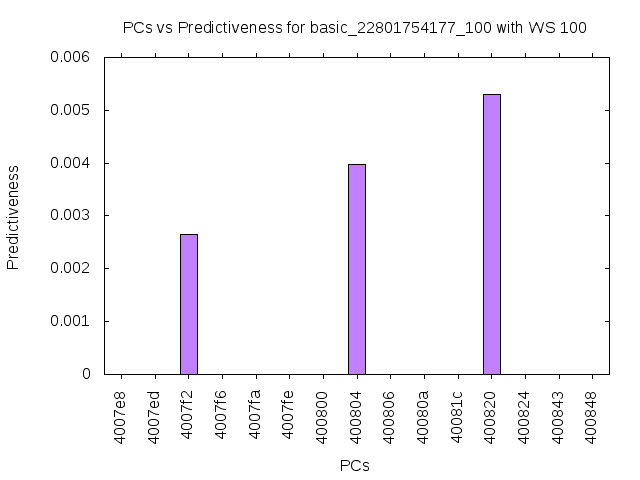 PCs vs Predictiveness for basic_22801754177_100 with WS 100
0.006
0.005
0.004
0.003
0.002
0.001
0
Predictiveness
4007e8
4007ed
4007f2
4007f6
4007fa
4007fe
400800
400804
400806
40080a
40081c
400820
400824
400843
400848
PCs